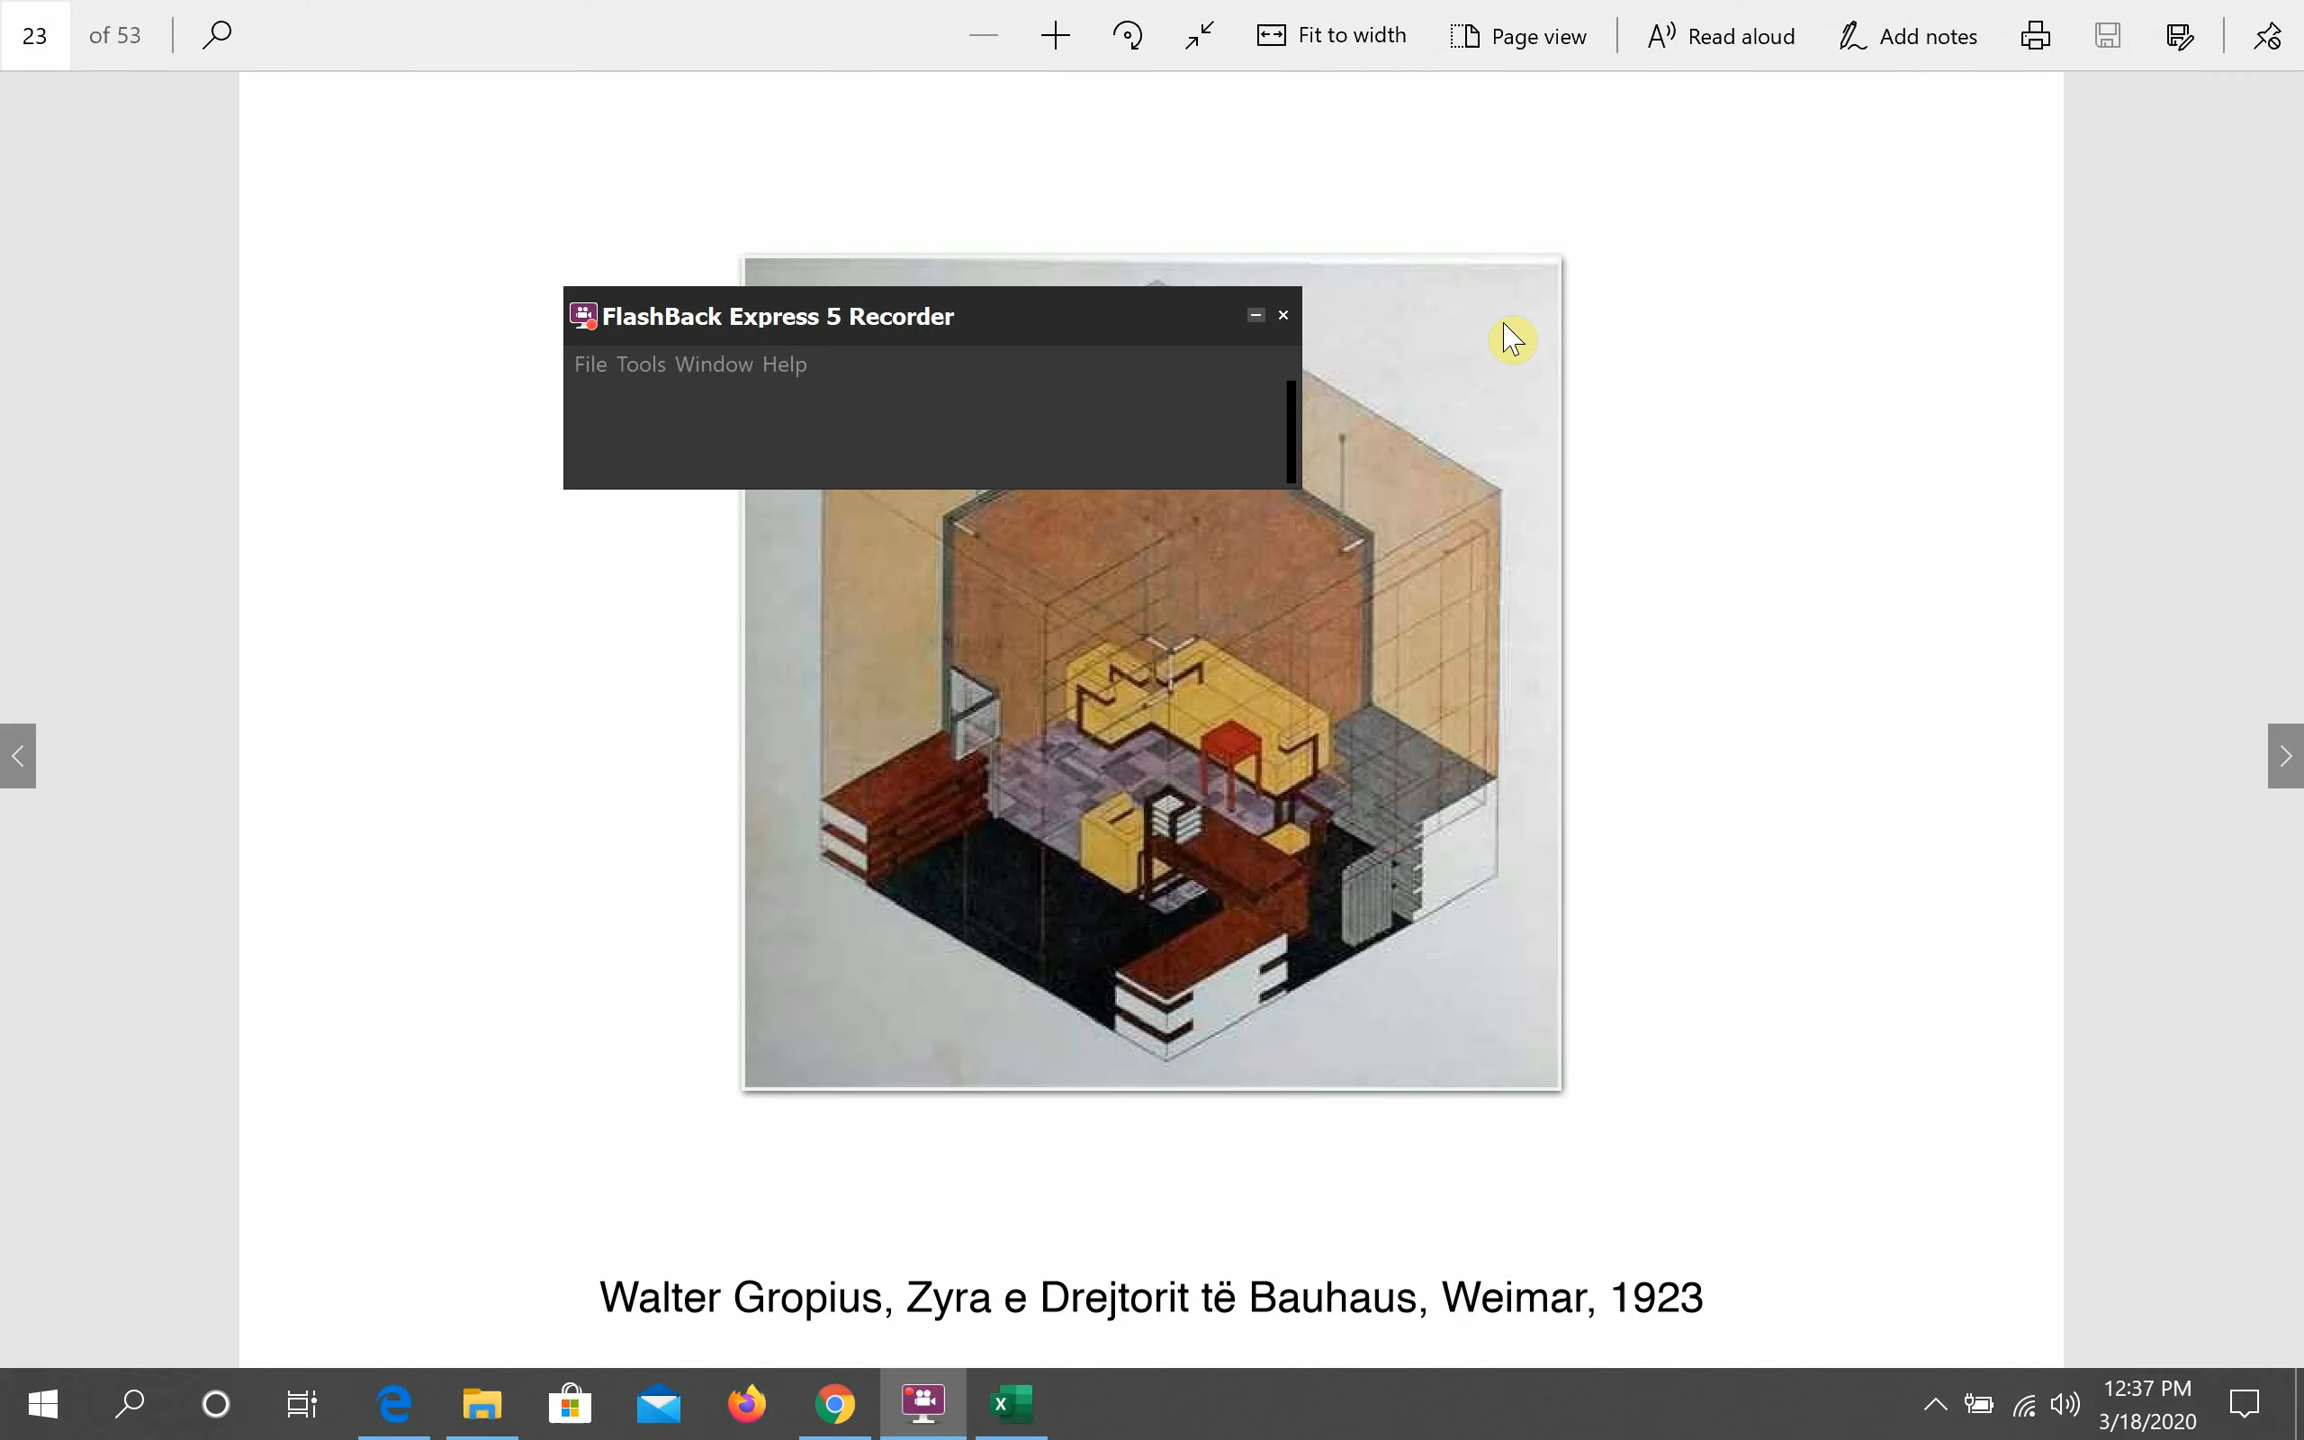 23 of 53 Fit to width Page view Read aloud Add notes
FlashBack Express 5 Recorder
File Tools Window Help
Walter Gropius, Zyra e Drejtorit të Bauhaus, Weimar, 1923
12:37 PM
3/18/2020